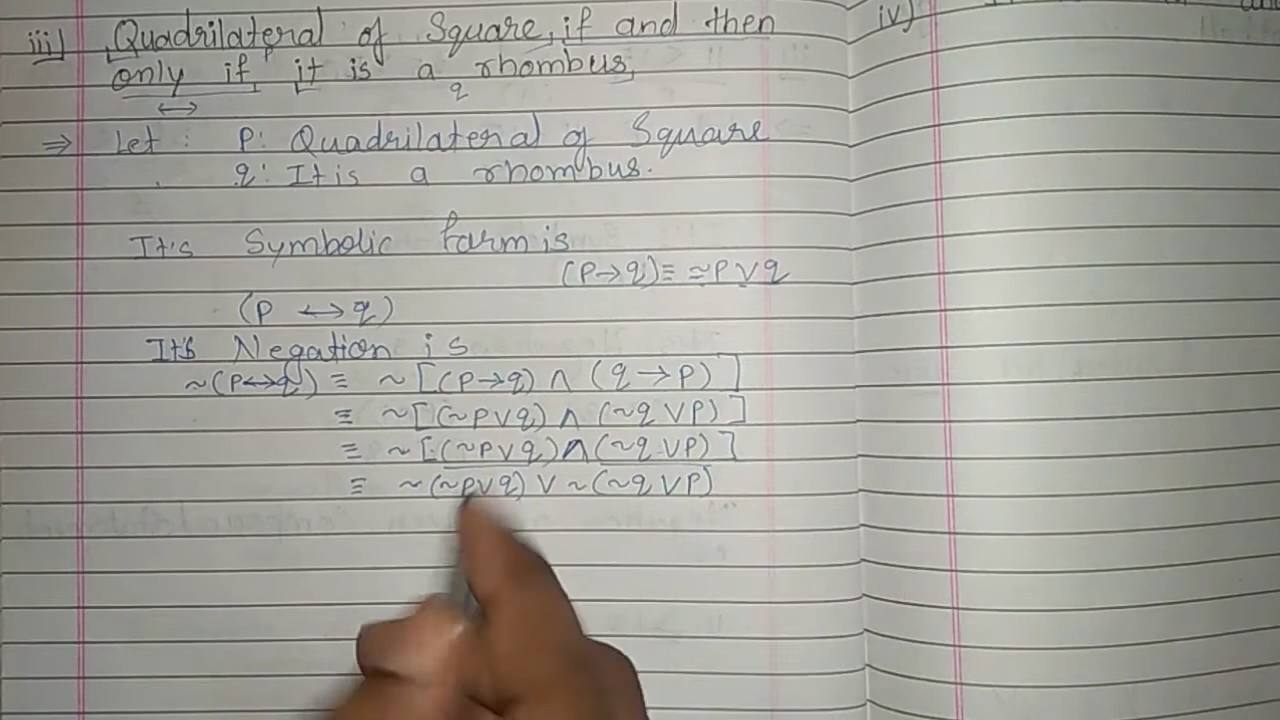 iii) Quadrilateral of Square, if and then
only if it is a rhombus,
↔ q
⇒ Let : P: Quadrilateral of Square
q: It is a rhombus.
It's Symbolic farm is
(P→q) ≡ ~P∨q
(P ↔ q)
It's Negation is
~(P↔q) ≡ ~[(P→q) ∧ (q→P)]
≡ ~[(~P∨q) ∧ (~q∨P)]
≡ ~[(~P∨q)∧(~q∨P)]
≡ ~(~P∨q) ∨ ~(~q∨P)
iv)